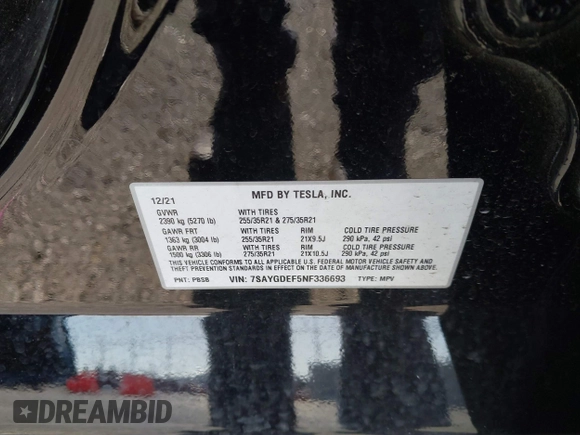 MFD BY TESLA, INC.
12/21
GVWR WITH TIRES
2390 kg (5270 lb) 255/35R21 & 275/35R21
GAWR FRT WITH TIRES RIM COLD TIRE PRESSURE
1363 kg (3004 lb) 255/35R21 21X9.5J 290 kPa, 42 psi
GAWR RR WITH TIRES RIM COLD TIRE PRESSURE
1500 kg (3306 lb) 275/35R21 21X10.5J 290 kPa, 42 psi
THIS VEHICLE CONFORMS TO ALL APPLICABLE U.S. FEDERAL MOTOR VEHICLE SAFETY AND
THEFT PREVENTION STANDARDS IN EFFECT ON THE DATE OF MANUFACTURE SHOWN ABOVE.
PNT: PBSB VIN: 7SAYGDEF5NF336693 TYPE: MPV
DREAMBID